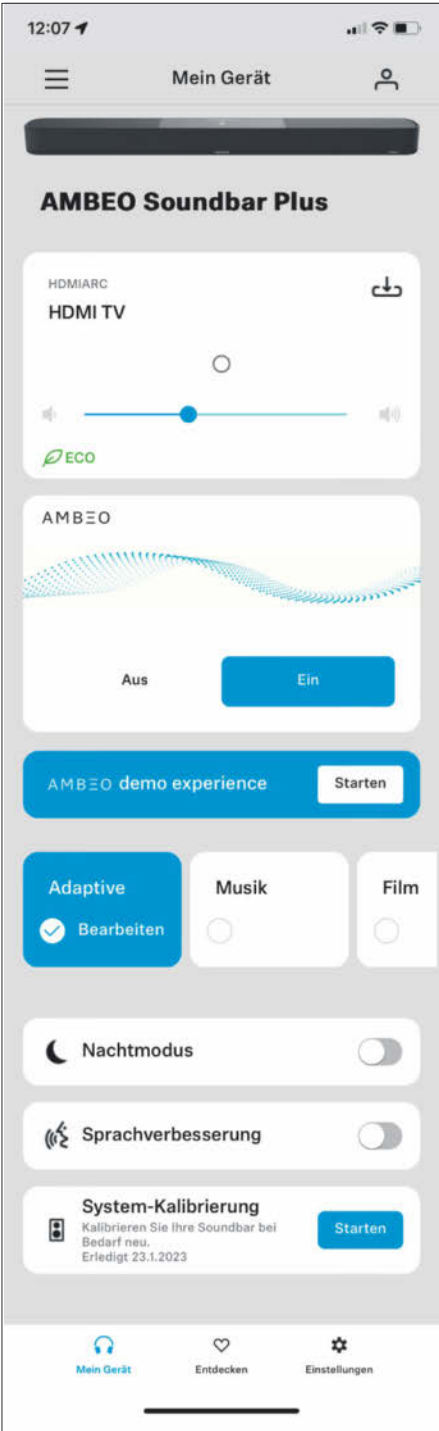 12:07
Mein Gerät
AMBEO Soundbar Plus
HDMIARC
HDMI TV
ECO
AMBEO
Aus Ein
AMBEO demo experience Starten
Adaptive Musik Film
Bearbeiten
Nachtmodus
Sprachverbesserung
System-Kalibrierung
Kalibrieren Sie Ihre Soundbar bei
Bedarf neu.
Erledigt 23.1.2023
Starten
Mein Gerät Entdecken Einstellungen